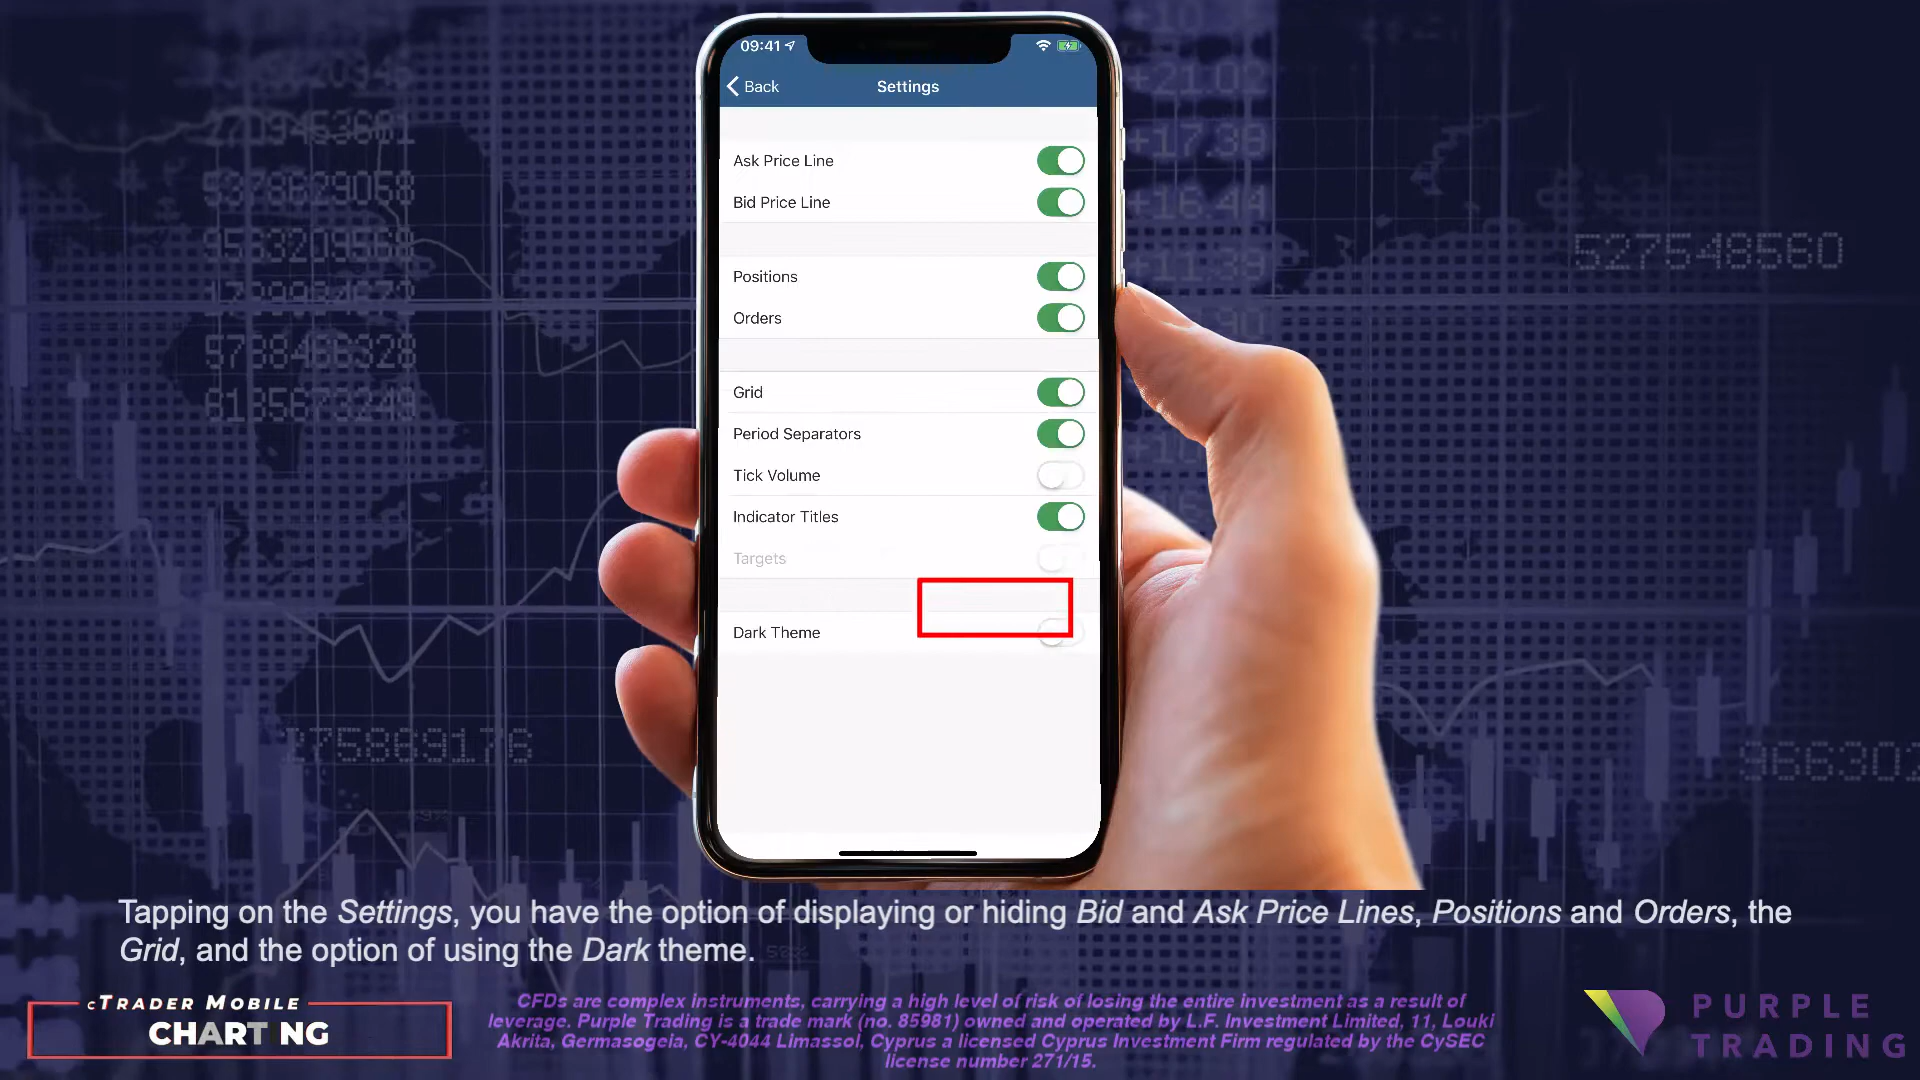 09:41
Back
Settings
Ask Price Line
Bid Price Line
Positions
Orders
Grid
Period Separators
Tick Volume
Indicator Titles
Targets
Dark Theme
527548560
5378629058
275869176
Tapping on the Settings, you have the option of displaying or hiding Bid and Ask Price Lines, Positions and Orders, the
Grid, and the option of using the Dark theme.
cTRADER MOBILE
CHART NG
CFDs are complex instruments, carrying a high level of risk of losing the entire investment as a result of
leverage. Purple Trading is a trade mark (no. 85981) owned and operated by L.F. Investment Limited, 11, Louki
Akrita, Germasogeia, CY-4044 Limassol, Cyprus a licensed Cyprus Investment Firm regulated by the CySEC
license number 271/15.
PURPLE
TRADING